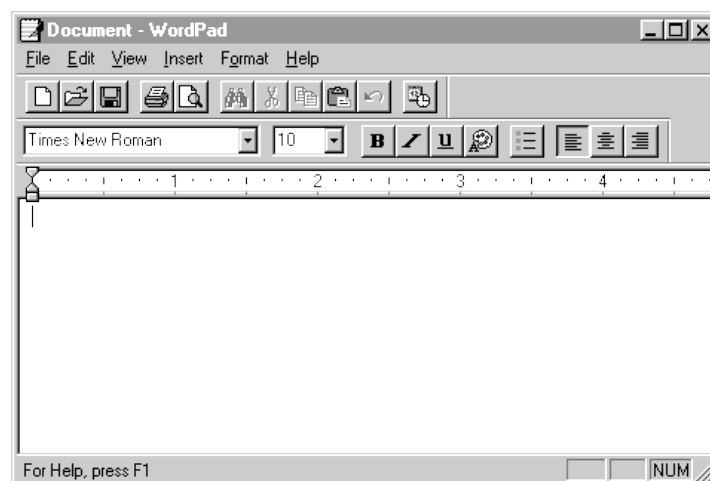 Document - WordPad
File Edit View Insert Format Help
Times New Roman 10 B / u
1 2 3 4
For Help, press F1 NUM